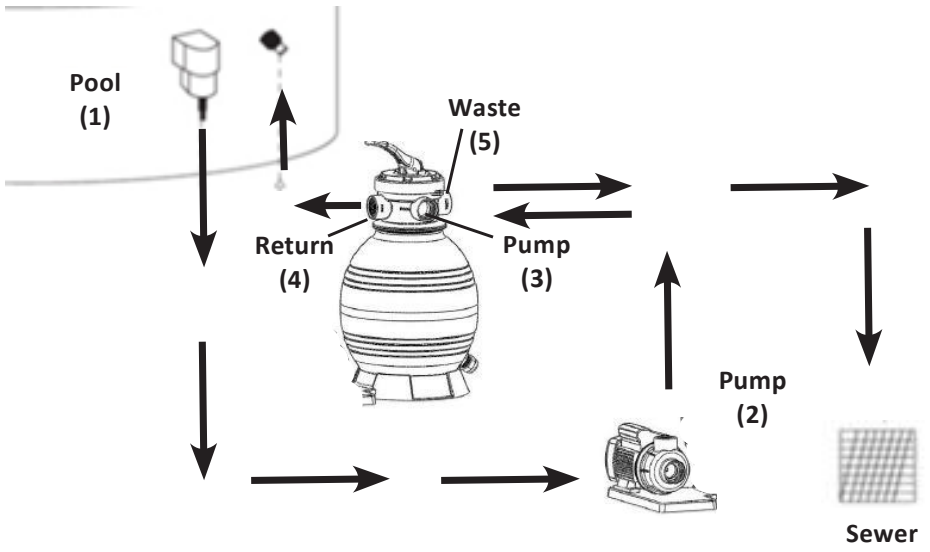 Pool
(1)
Waste
(5)
Return
(4)
Pump
(3)
Pump
(2)
Sewer